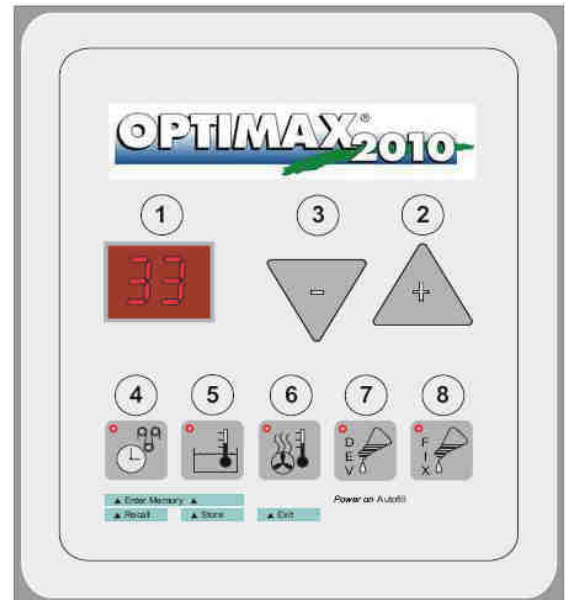 OPTIMAX® 2010
1 3 2
33 - +
4 5 6 7 8
DEV FIX
▲ Enter Memory ▲ Power on Autofill
▲ Recall ▲ Store ▲ Exit